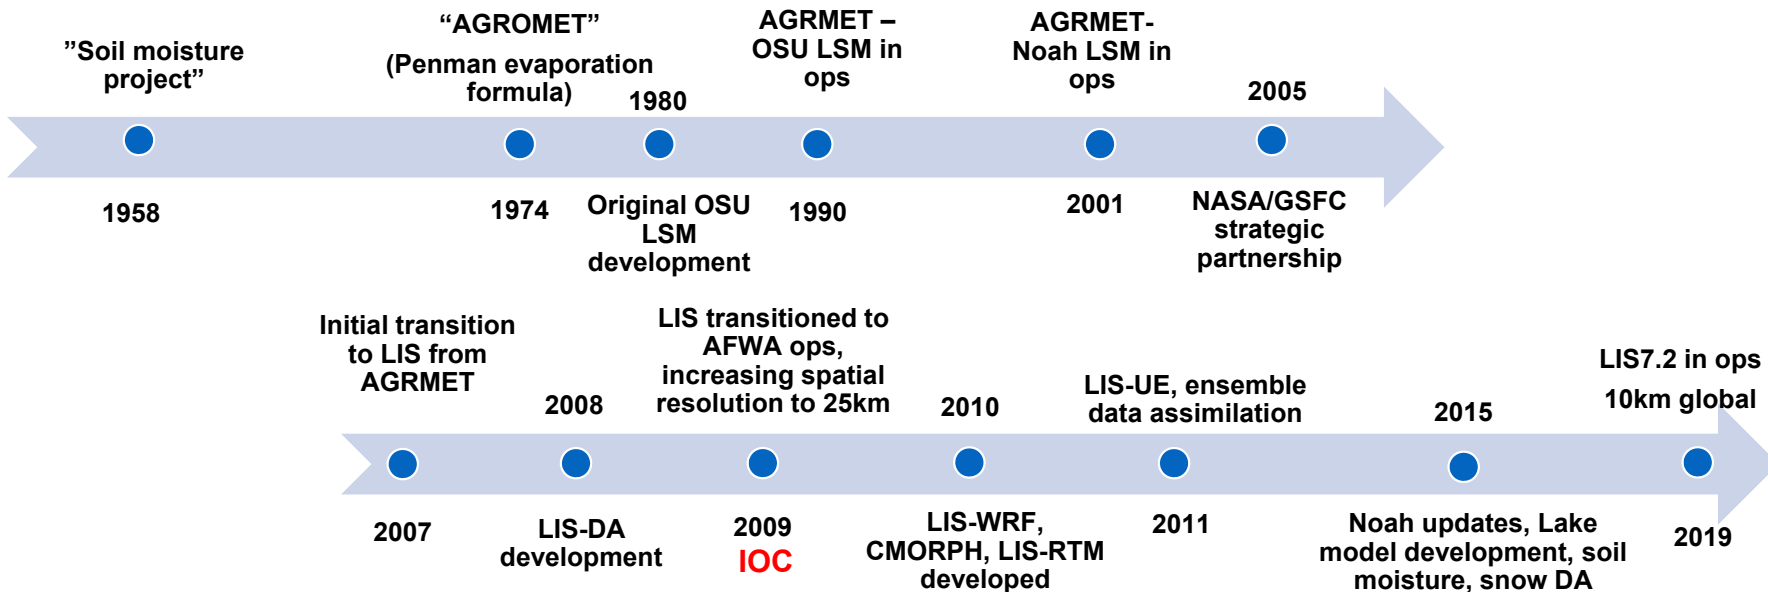 ”Soil moisture
project”
1958
“AGROMET”
(Penman evaporation
formula)
1974
1980
Original OSU
LSM
development
AGRMET –
OSU LSM in
ops
1990
AGRMET-
Noah LSM in
ops
2001
2005
NASA/GSFC
strategic
partnership
Initial transition
to LIS from
AGRMET
2007
2008
LIS-DA
development
LIS transitioned to
AFWA ops,
increasing spatial
resolution to 25km
2009
IOC
2010
LIS-WRF,
CMORPH, LIS-RTM
developed
LIS-UE, ensemble
data assimilation
2011
2015
Noah updates, Lake
model development, soil
moisture, snow DA
LIS7.2 in ops
10km global
2019